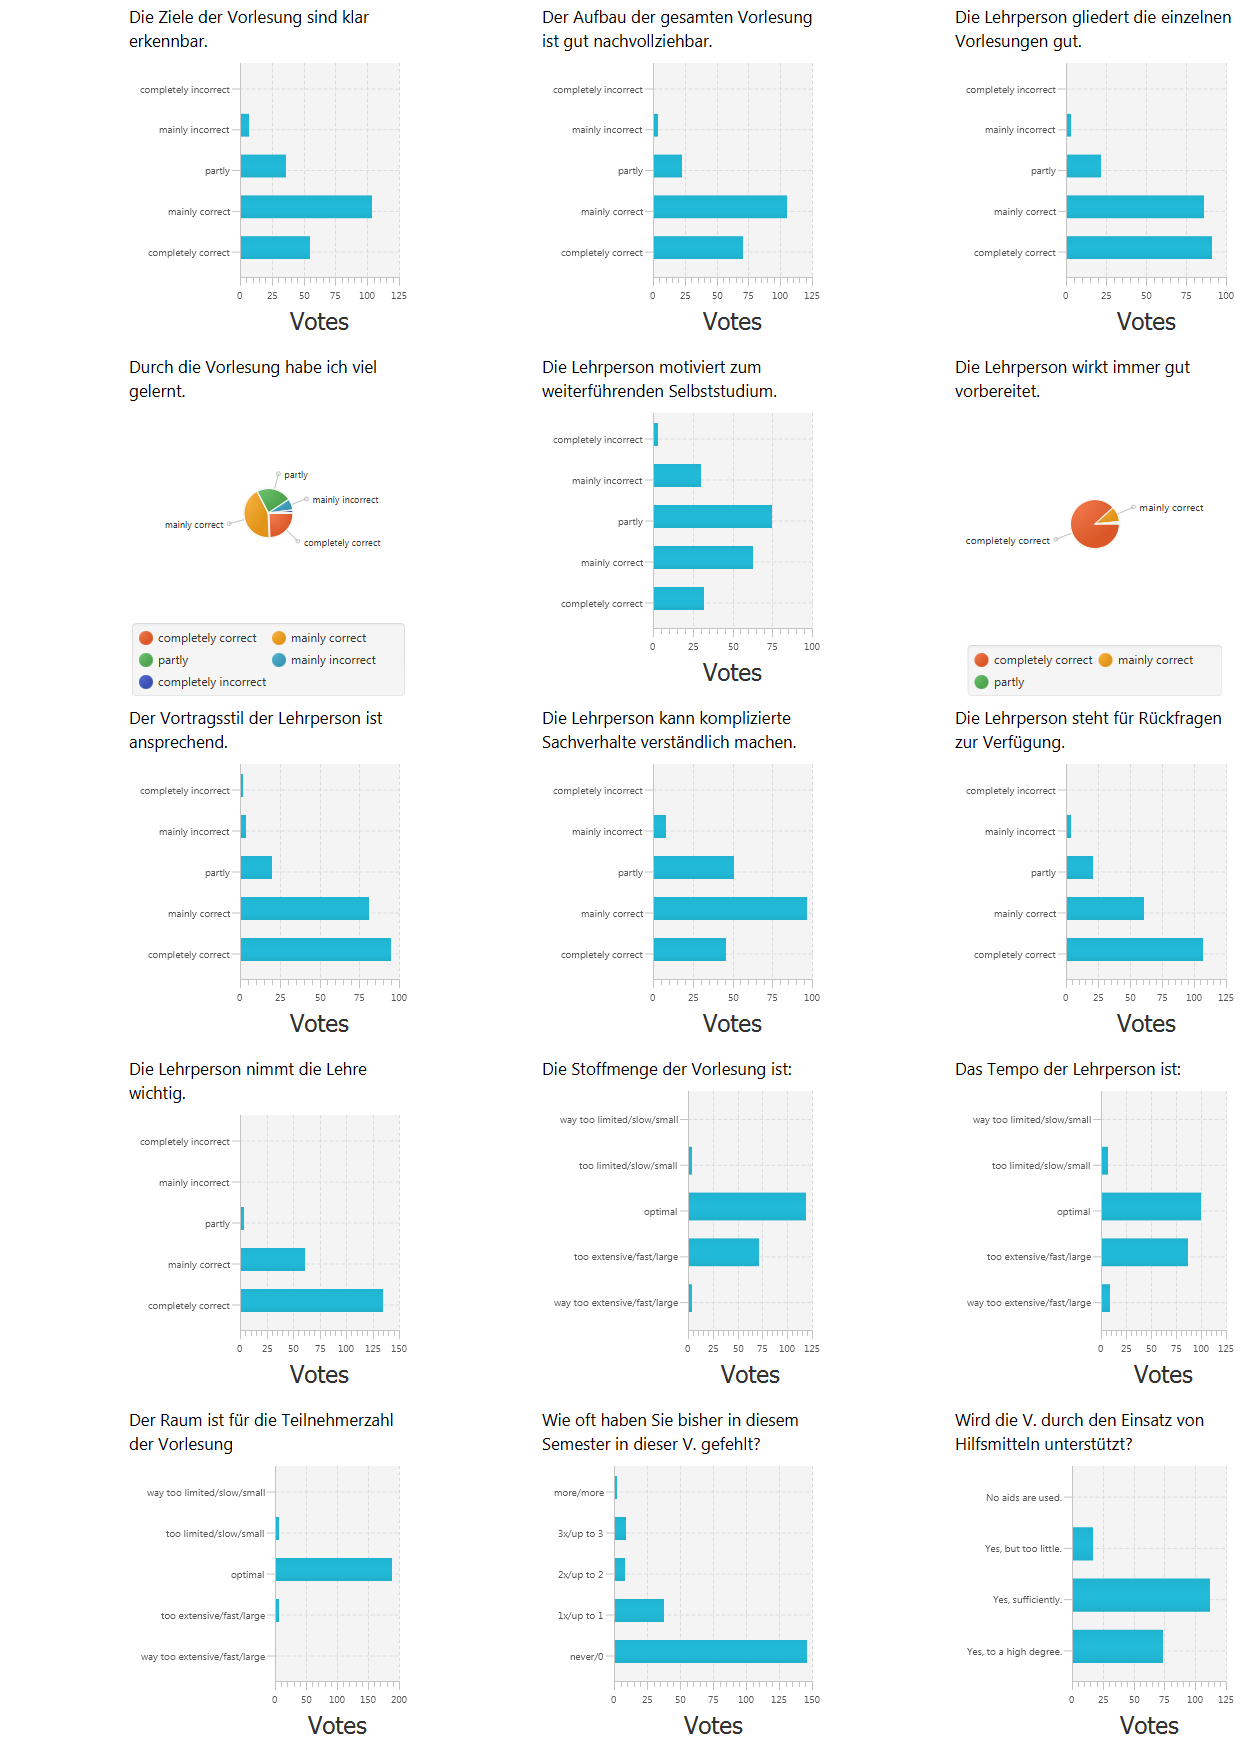 Die Ziele der Vorlesung sind klar
erkennbar.
completely incorrect
mainly incorrect
partly
mainly correct
completely correct
0 25 50 75 100 125
Votes
Der Aufbau der gesamten Vorlesung
ist gut nachvollziehbar.
completely incorrect
mainly incorrect
partly
mainly correct
completely correct
0 25 50 75 100 125
Votes
Die Lehrperson gliedert die einzelnen
Vorlesungen gut.
completely incorrect
mainly incorrect
partly
mainly correct
completely correct
0 25 50 75 100
Votes
Durch die Vorlesung habe ich viel
gelernt.
partly
mainly incorrect
mainly correct
completely correct
completely correct mainly correct
partly mainly incorrect
completely incorrect
Die Lehrperson motiviert zum
weiterführenden Selbststudium.
completely incorrect
mainly incorrect
partly
mainly correct
completely correct
0 25 50 75 100
Votes
Die Lehrperson wirkt immer gut
vorbereitet.
mainly correct
completely correct
completely correct mainly correct
partly
Der Vortragsstil der Lehrperson ist
ansprechend.
completely incorrect
mainly incorrect
partly
mainly correct
completely correct
0 25 50 75 100
Votes
Die Lehrperson kann komplizierte
Sachverhalte verständlich machen.
completely incorrect
mainly incorrect
partly
mainly correct
completely correct
0 25 50 75 100
Votes
Die Lehrperson steht für Rückfragen
zur Verfügung.
completely incorrect
mainly incorrect
partly
mainly correct
completely correct
0 25 50 75 100 125
Votes
Die Lehrperson nimmt die Lehre
wichtig.
completely incorrect
mainly incorrect
partly
mainly correct
completely correct
0 25 50 75 100 125 150
Votes
Die Stoffmenge der Vorlesung ist:
way too limited/slow/small
too limited/slow/small
optimal
too extensive/fast/large
way too extensive/fast/large
0 25 50 75 100 125
Votes
Das Tempo der Lehrperson ist:
way too limited/slow/small
too limited/slow/small
optimal
too extensive/fast/large
way too extensive/fast/large
0 25 50 75 100 125
Votes
Der Raum ist für die Teilnehmerzahl
der Vorlesung
way too limited/slow/small
too limited/slow/small
optimal
too extensive/fast/large
way too extensive/fast/large
0 50 100 150 200
Votes
Wie oft haben Sie bisher in diesem
Semester in dieser V. gefehlt?
more/more
3x/up to 3
2x/up to 2
1x/up to 1
never/0
0 25 50 75 100 125 150
Votes
Wird die V. durch den Einsatz von
Hilfsmitteln unterstützt?
No aids are used.
Yes, but too little.
Yes, sufficiently.
Yes, to a high degree.
0 25 50 75 100 125
Votes